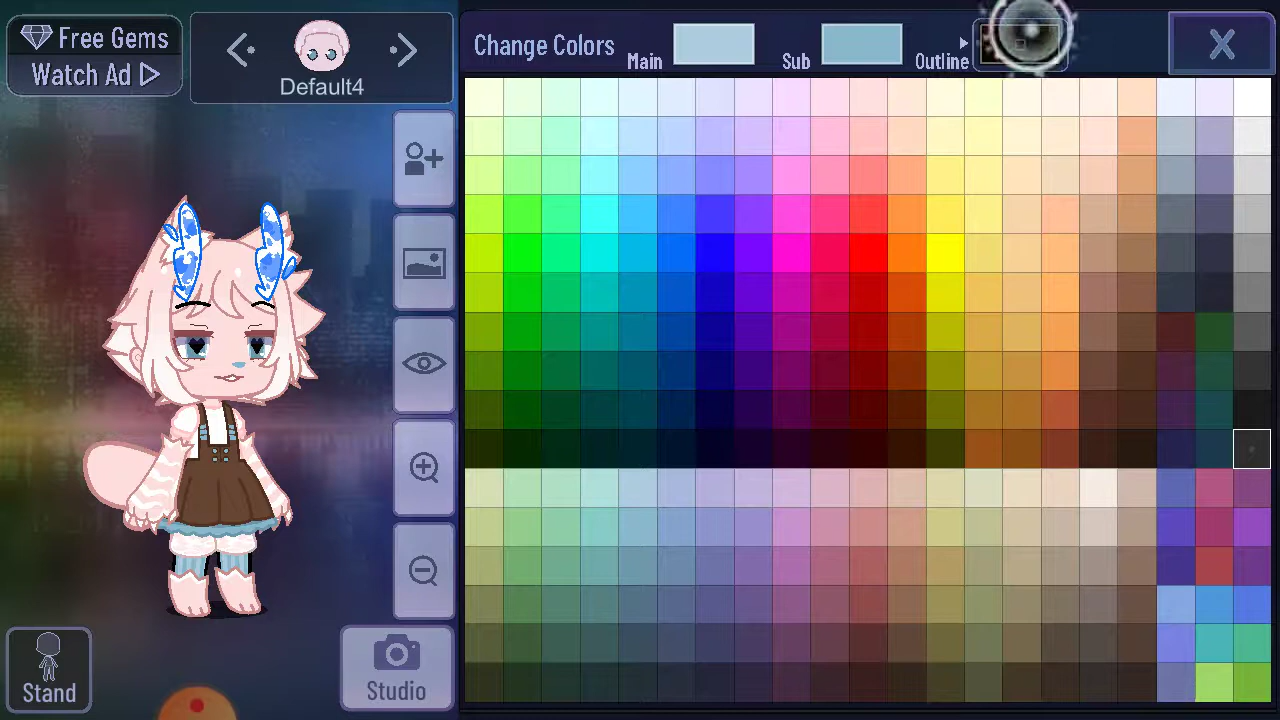 Free Gems
Watch Ad
Default4
Change Colors
Main
Sub
Outline
X
Stand
Studio